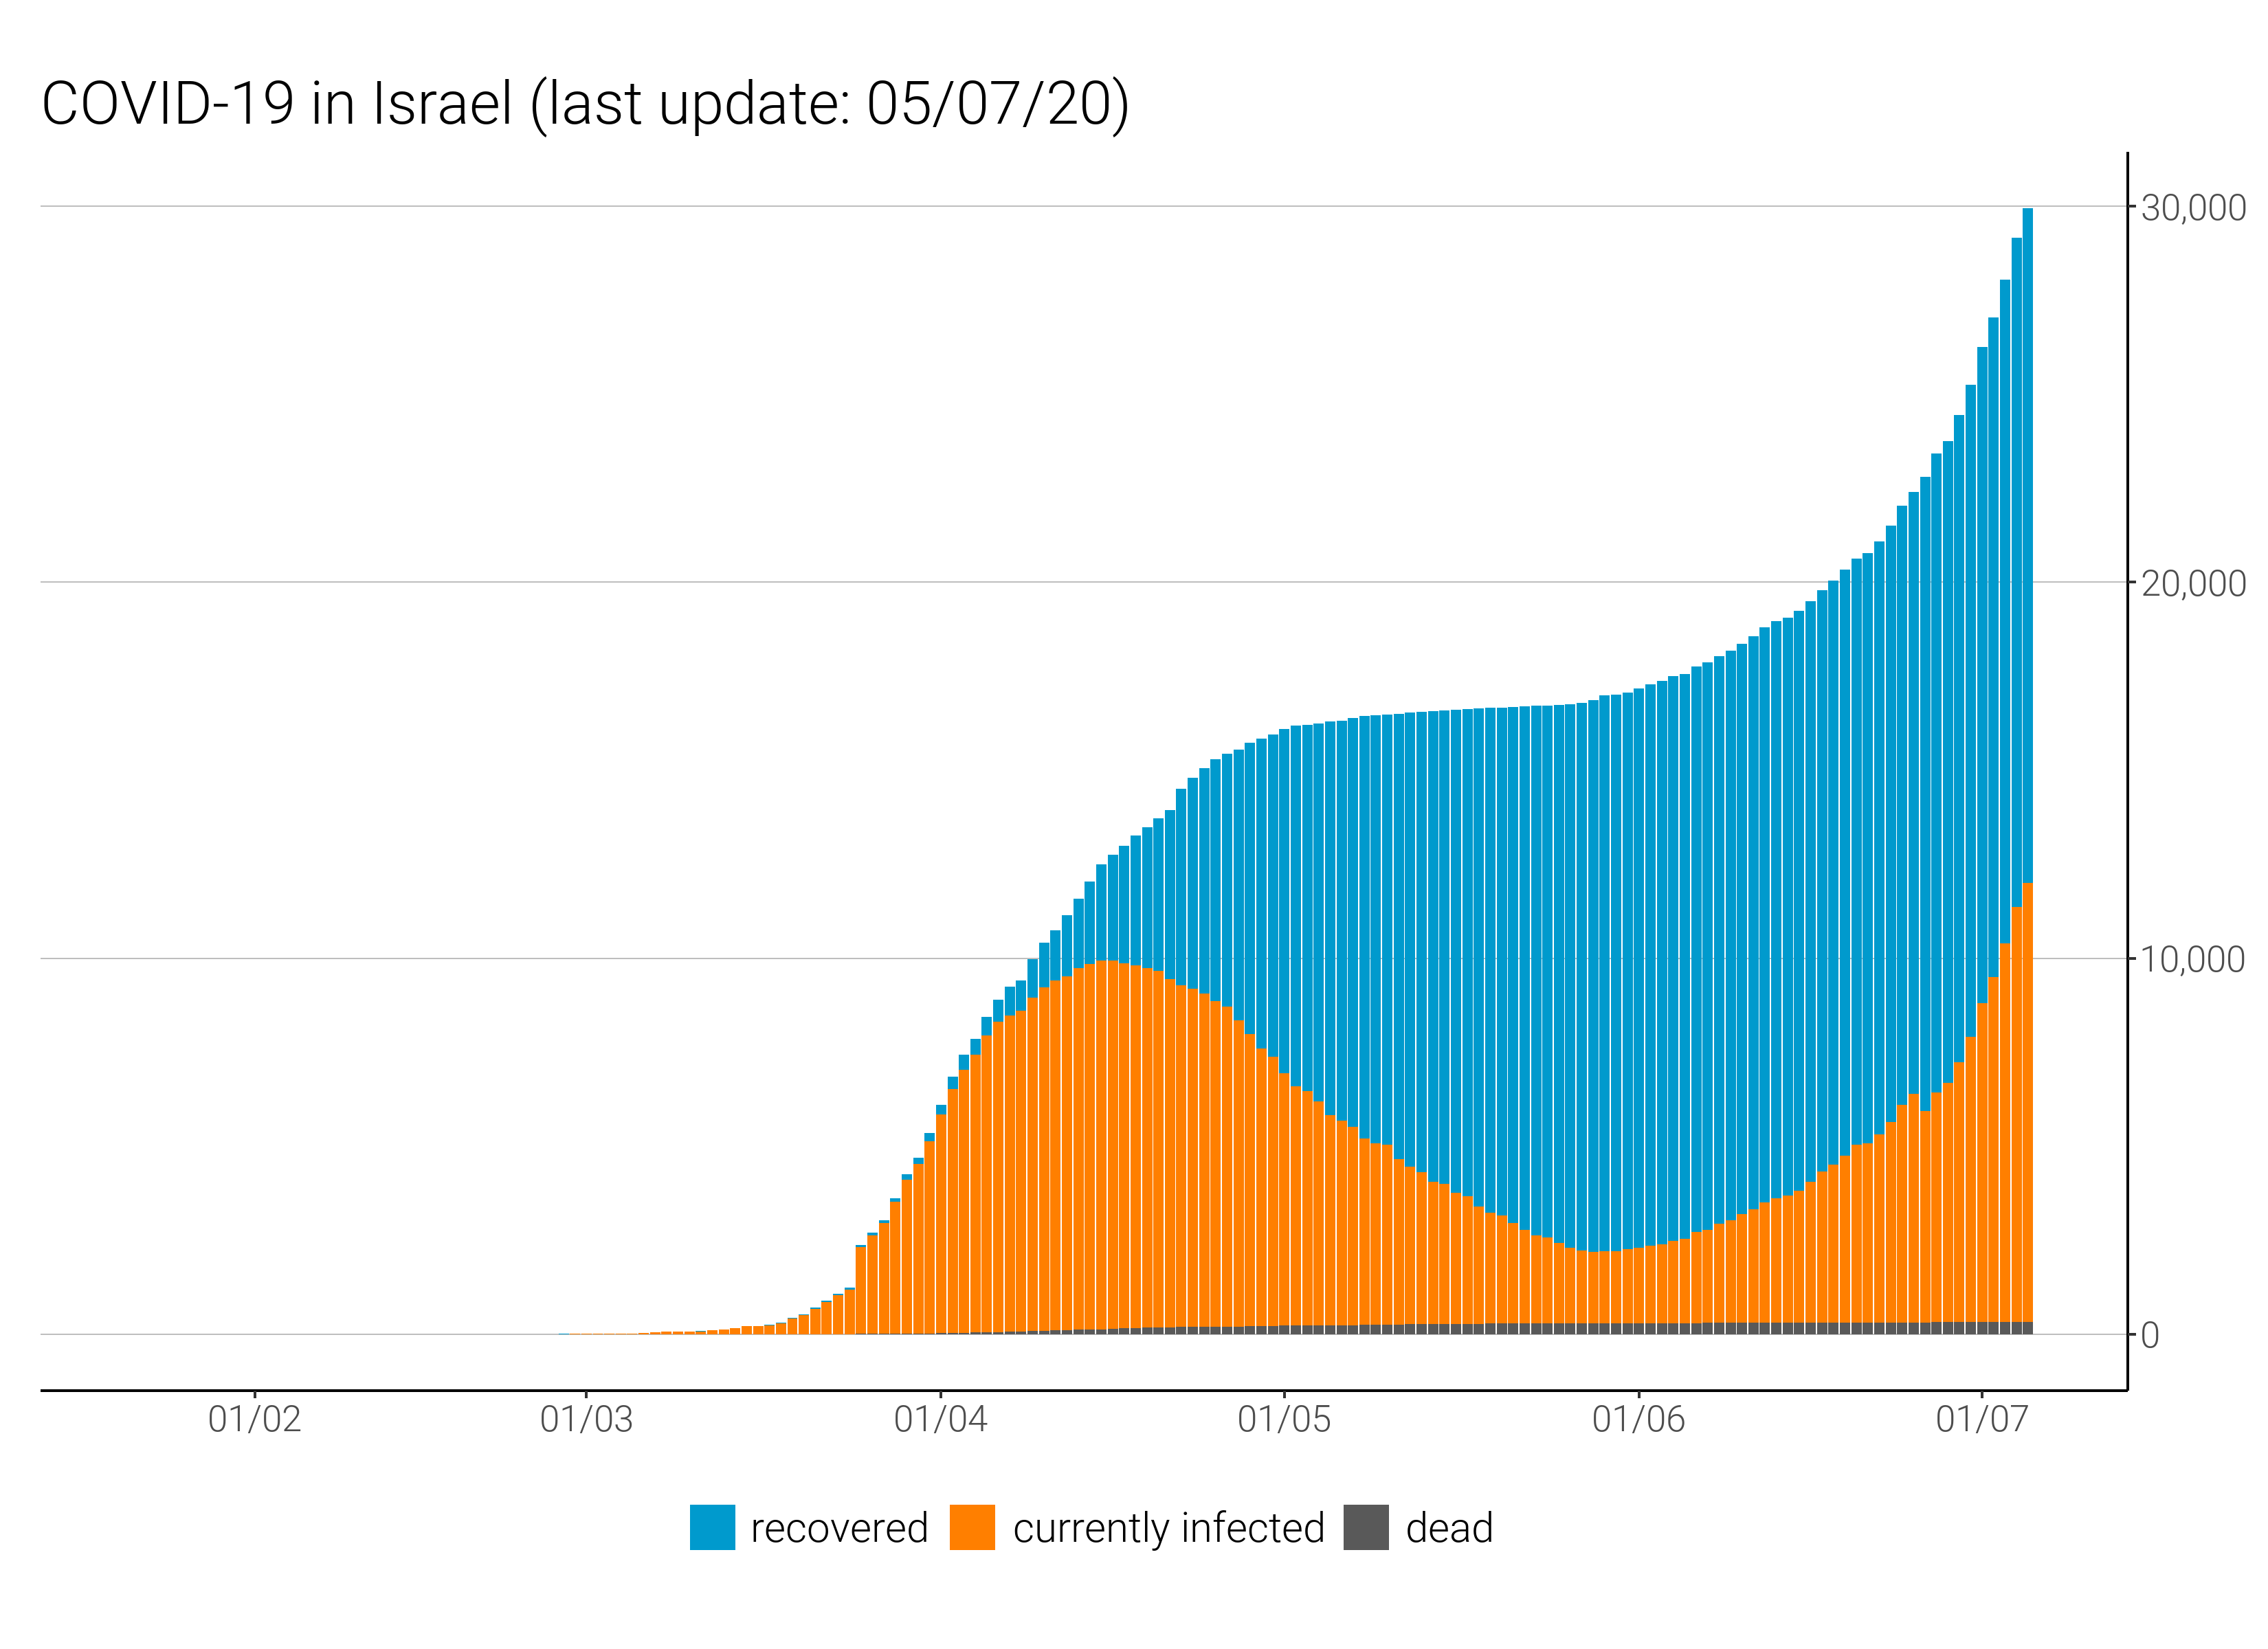 COVID-19 in Israel (last update: 05/07/20)
30,000
20,000
10,000
0
01/02 01/03 01/04 01/05 01/06 01/07
recovered currently infected dead